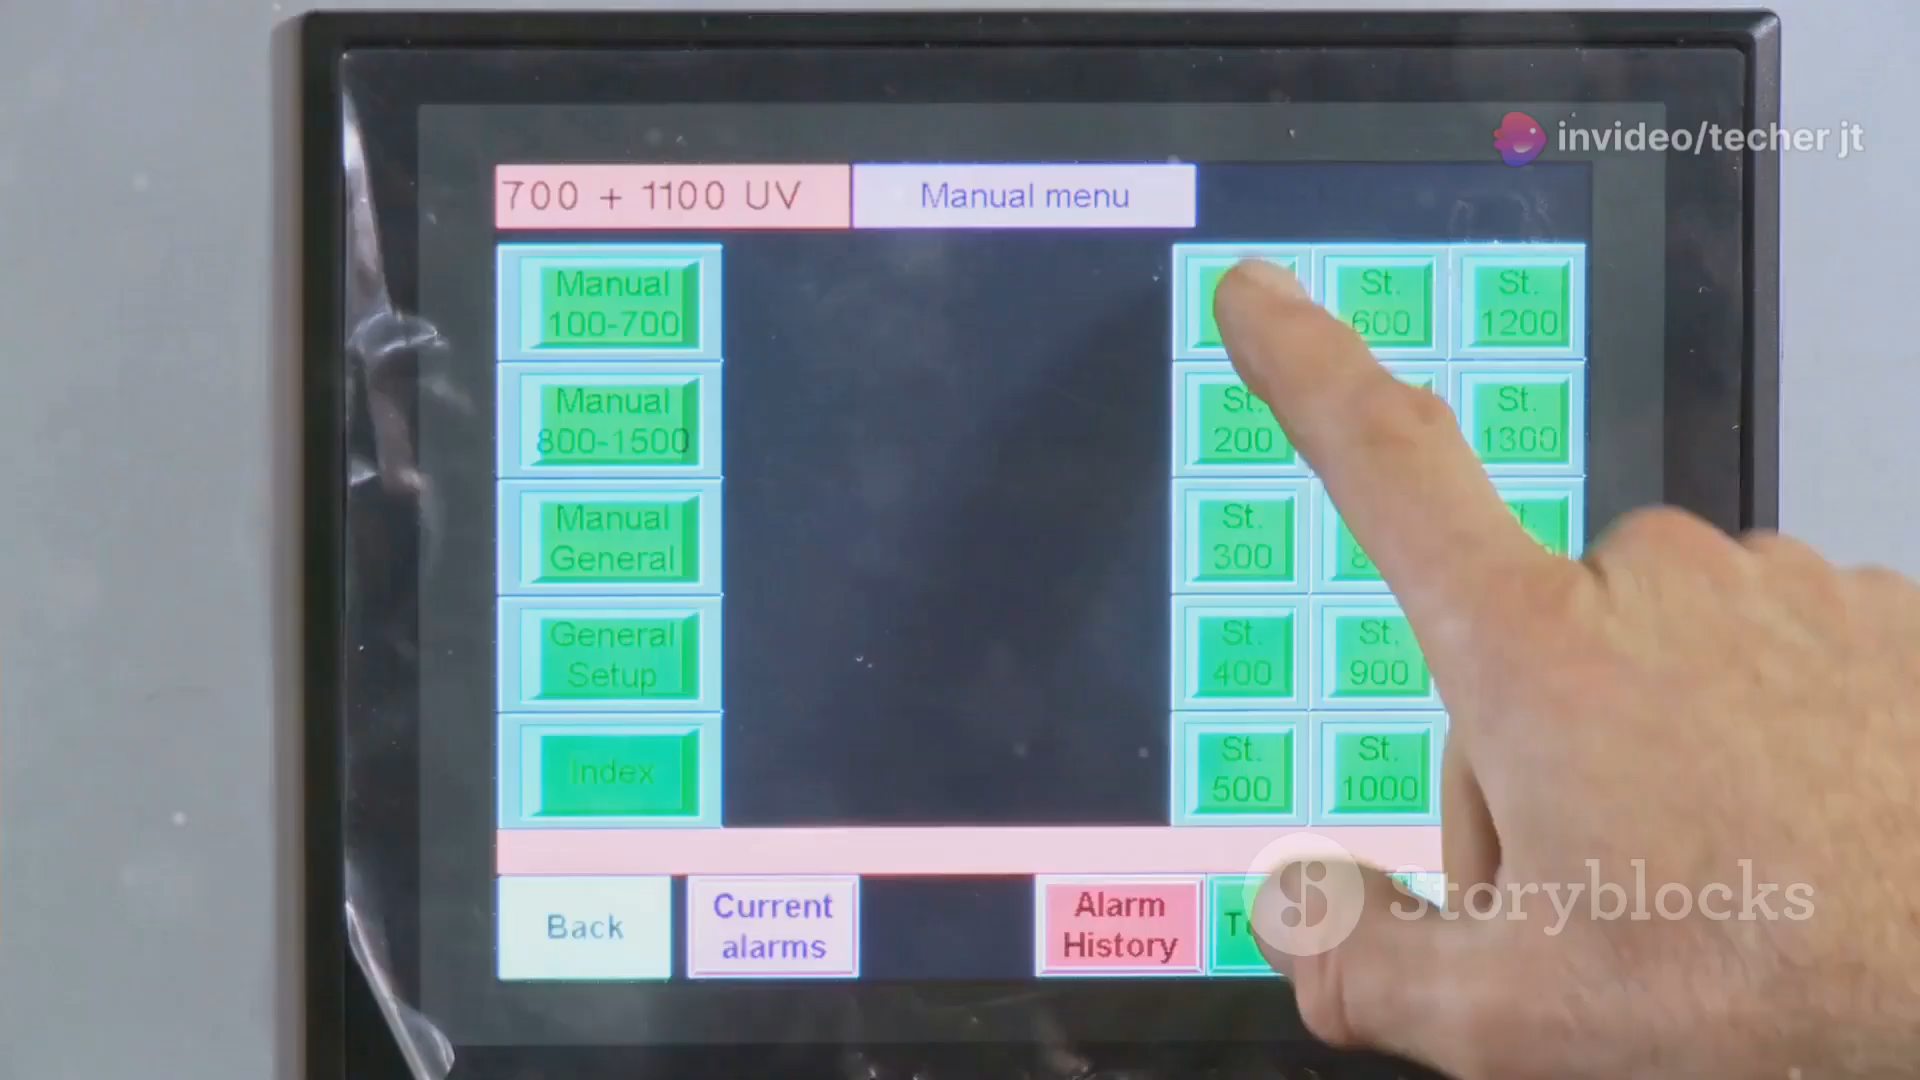 invideo/techer jt
700 + 1100 UV
Manual menu
Manual
100-700
St.
600
St.
1200
Manual
800-1500
St.
200
St.
1300
Manual
General
St.
300
General
Setup
St.
400
St.
900
Index
St.
500
St.
1000
Back
Current
alarms
Alarm
History
Storyblocks